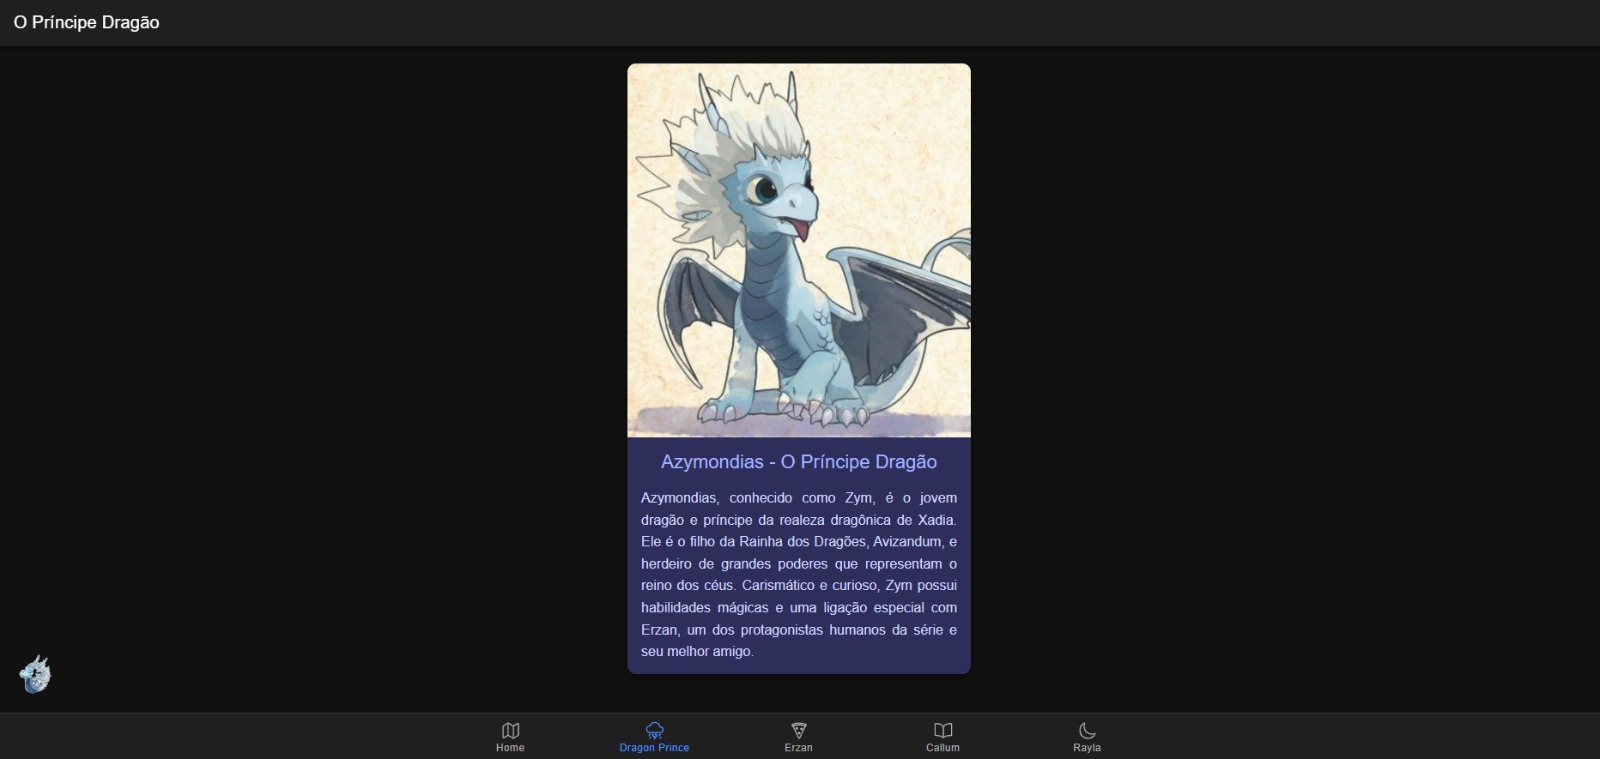 O Príncipe Dragão
Azymondias - O Príncipe Dragão
Azymondias, conhecido como Zym, é o jovem
dragão e príncipe da realeza dragônica de Xadia.
Ele é o filho da Rainha dos Dragões, Avizandum, e
herdeiro de grandes poderes que representam o
reino dos céus. Carismático e curioso, Zym possui
habilidades mágicas e uma ligação especial com
Erzan, um dos protagonistas humanos da série e
seu melhor amigo.
Home
Dragon Prince
Erzan
Callum
Rayla